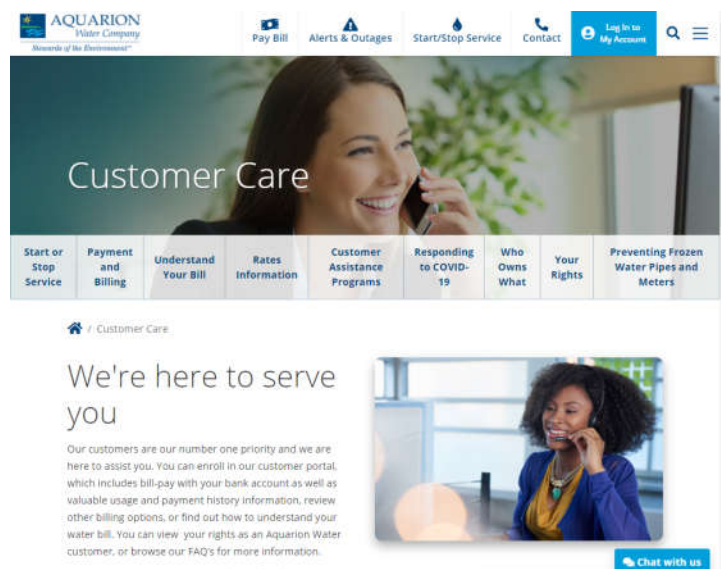 AQUARION
Water Company
Stewards of the Environment™
Pay Bill
Alerts & Outages
Start/Stop Service
Contact
Log In to
My Account
Customer Care
Start or
Stop
Service
Payment
and
Billing
Understand
Your Bill
Rates
Information
Customer
Assistance
Programs
Responding
to COVID-
19
Who
Owns
What
Your
Rights
Preventing Frozen
Water Pipes and
Meters
/ Customer Care
We're here to serve
you
Our customers are our number one priority and we are
here to assist you. You can enroll in our customer portal,
which includes bill-pay with your bank account as well as
valuable usage and payment history information, review
other billing options, or find out how to understand your
water bill. You can view your rights as an Aquarion Water
customer, or browse our FAQ's for more information.
Chat with us